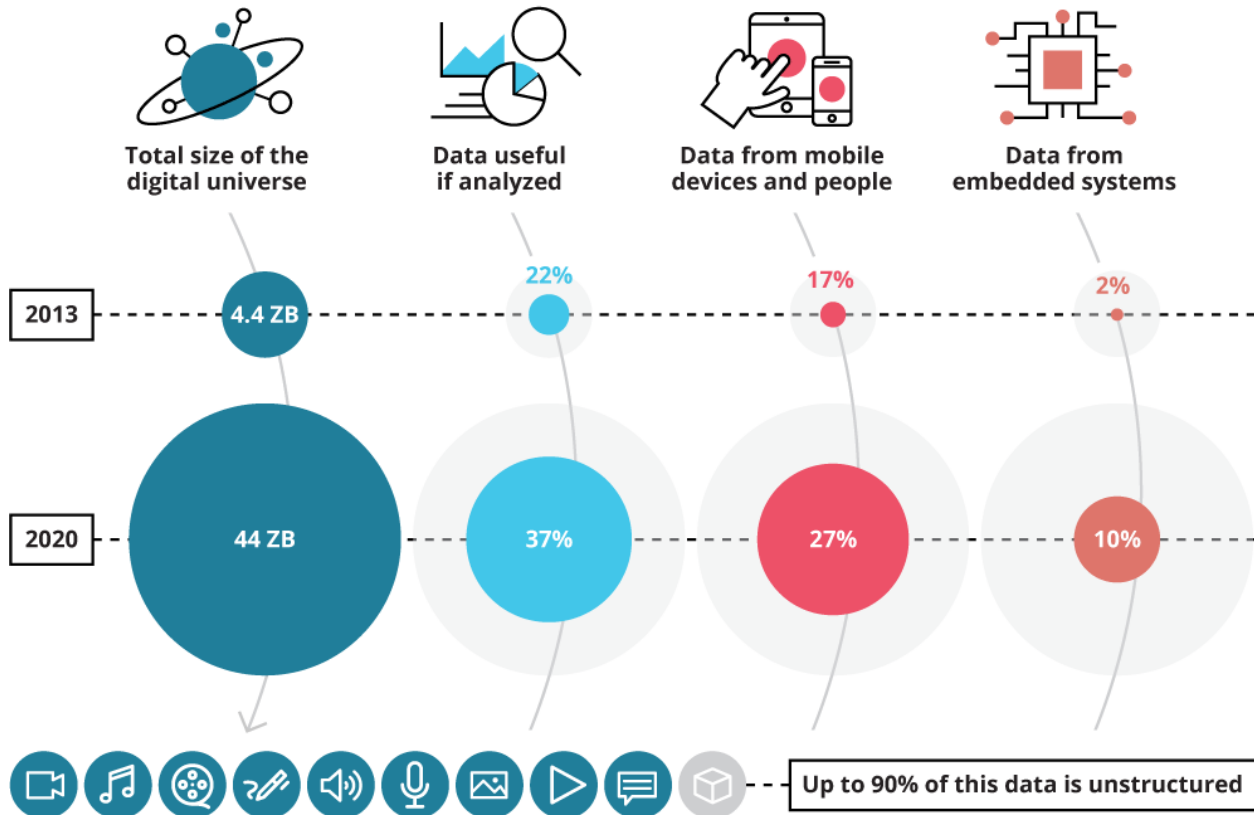 Total size of the
digital universe
Data useful
if analyzed
Data from mobile
devices and people
Data from
embedded systems
2013
4.4 ZB
22%
17%
2%
2020
44 ZB
37%
27%
10%
Up to 90% of this data is unstructured